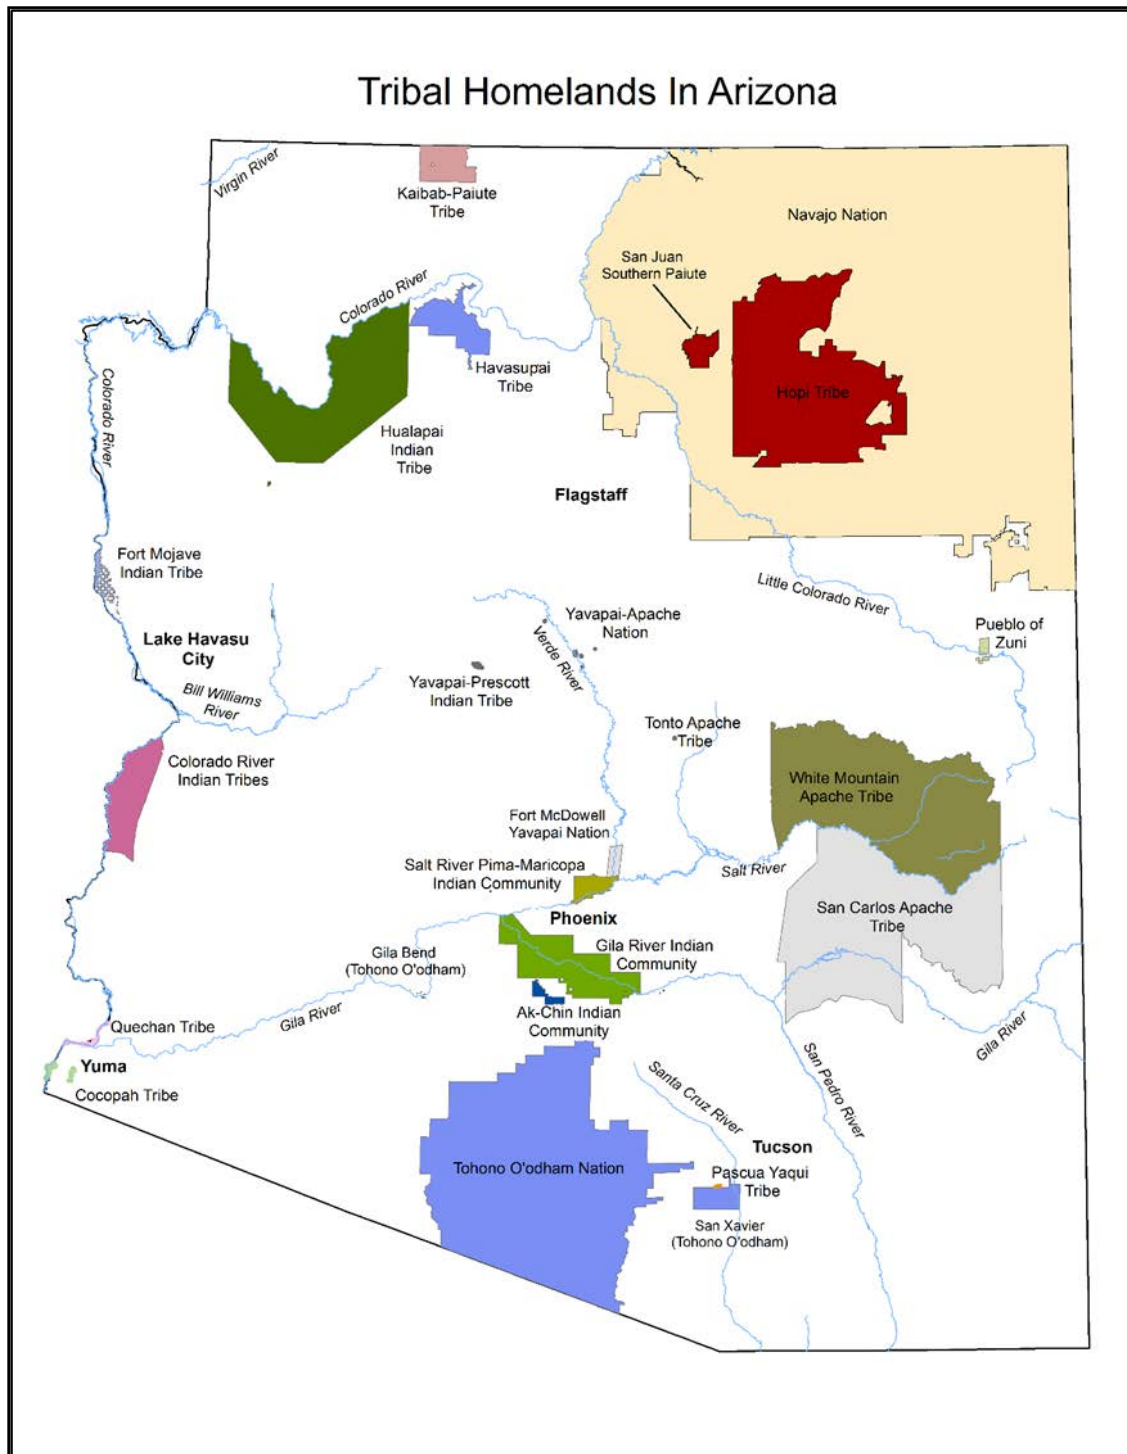 Tribal Homelands In Arizona
Virgin River
Kaibab-Paiute
Tribe
Navajo Nation
San Juan
Southern Paiute
Colorado River
Havasupai
Tribe
Colorado River
Hopi Tribe
Hualapai
Indian
Tribe
Flagstaff
Fort Mojave
Indian Tribe
Little Colorado River
Yavapai-Apache
Nation
Pueblo of
Zuni
Lake Havasu
City
Verde River
Yavapai-Prescott
Indian Tribe
Bill Williams
River
Tonto Apache
Tribe
Colorado River
Indian Tribes
White Mountain
Apache Tribe
Fort McDowell
Yavapai Nation
Salt River Pima-Maricopa
Indian Community
Salt River
San Carlos Apache
Tribe
Phoenix
Gila River Indian
Community
Gila Bend
(Tohono O'odham)
Ak-Chin Indian
Community
Gila River
Gila River
Quechan Tribe
Yuma
Cocopah Tribe
Santa Cruz River
San Pedro River
Tucson
Tohono O'odham Nation
Pascua Yaqui
Tribe
San Xavier
(Tohono O'odham)